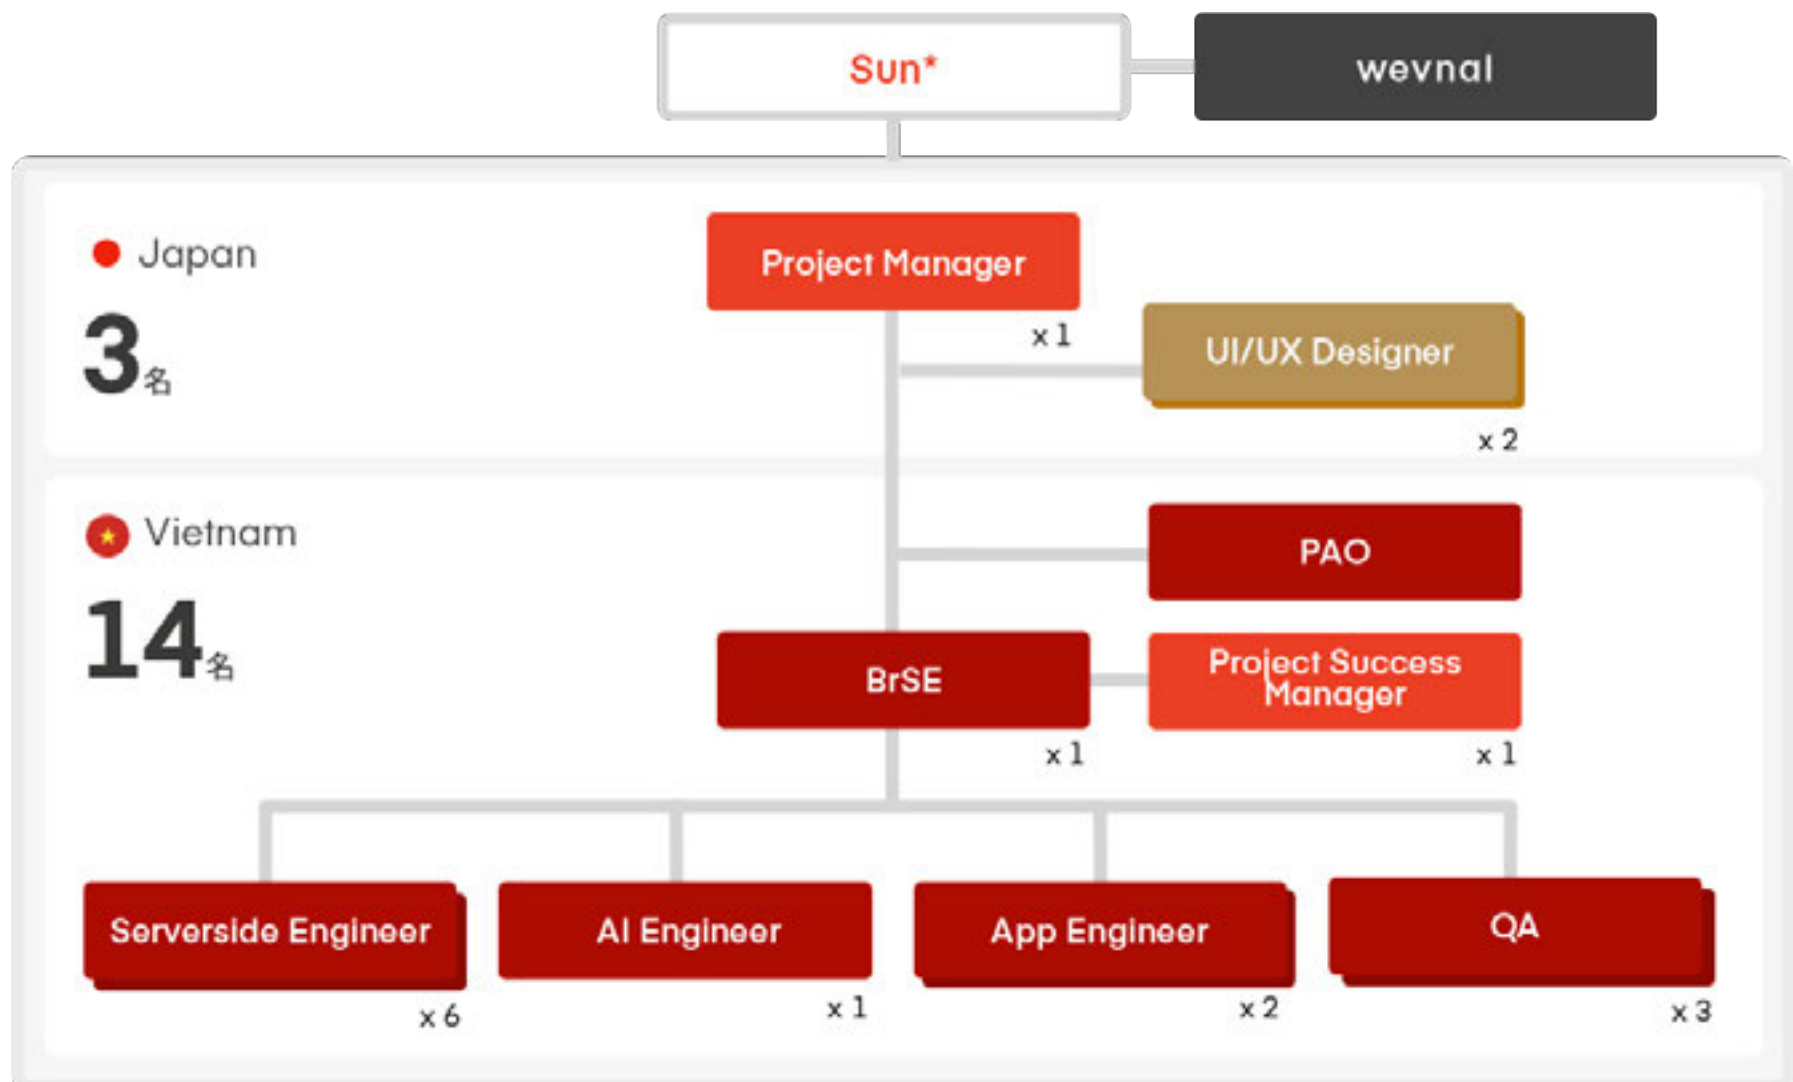 Sun*
wevnal
Japan
3名
Project Manager
x 1
UI/UX Designer
x 2
Vietnam
14名
PAO
BrSE
x 1
Project Success
Manager
x 1
Serverside Engineer
x 6
AI Engineer
x 1
App Engineer
x 2
QA
x 3